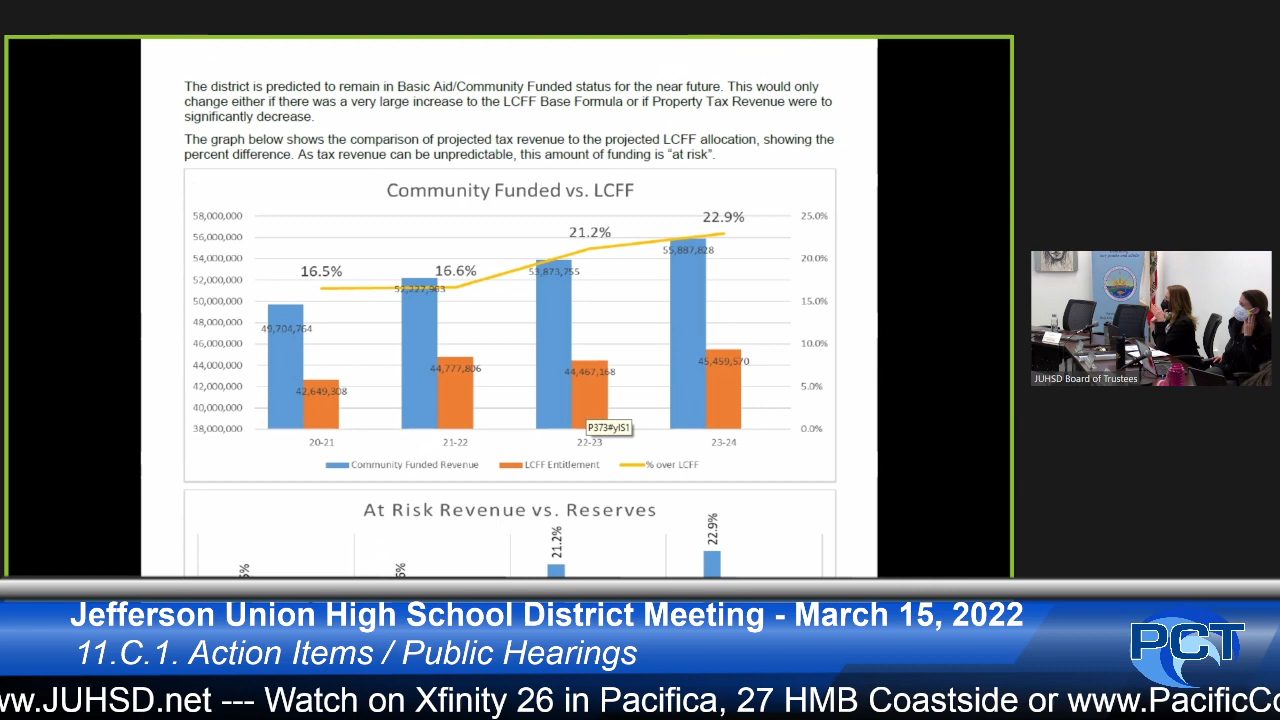 The district is predicted to remain in Basic Aid/Community Funded status for the near future. This would only
change either if there was a very large increase to the LCFF Base Formula or if Property Tax Revenue were to
significantly decrease.
The graph below shows the comparison of projected tax revenue to the projected LCFF allocation, showing the
percent difference. As tax revenue can be unpredictable, this amount of funding is “at risk”.
Community Funded vs. LCFF
58,000,000
56,000,000
54,000,000
52,000,000
50,000,000
48,000,000
46,000,000
44,000,000
42,000,000
40,000,000
38,000,000
16.5%
16.6%
21.2%
22.9%
49,704,764
42,649,308
44,777,806
53,873,755
44,467,168
55,887,828
45,459,570
25.0%
20.0%
15.0%
10.0%
5.0%
0.0%
P373#yIS1
20-21
21-22
22-23
23-24
Community Funded Revenue
LCFF Entitlement
% over LCFF
At Risk Revenue vs. Reserves
21.2%
22.9%
JUHSD Board of Trustees
Jefferson Union High School District Meeting - March 15, 2022
11.C.1. Action Items / Public Hearings
PCT
ww.JUHSD.net --- Watch on Xfinity 26 in Pacifica, 27 HMB Coastside or www.PacificCo